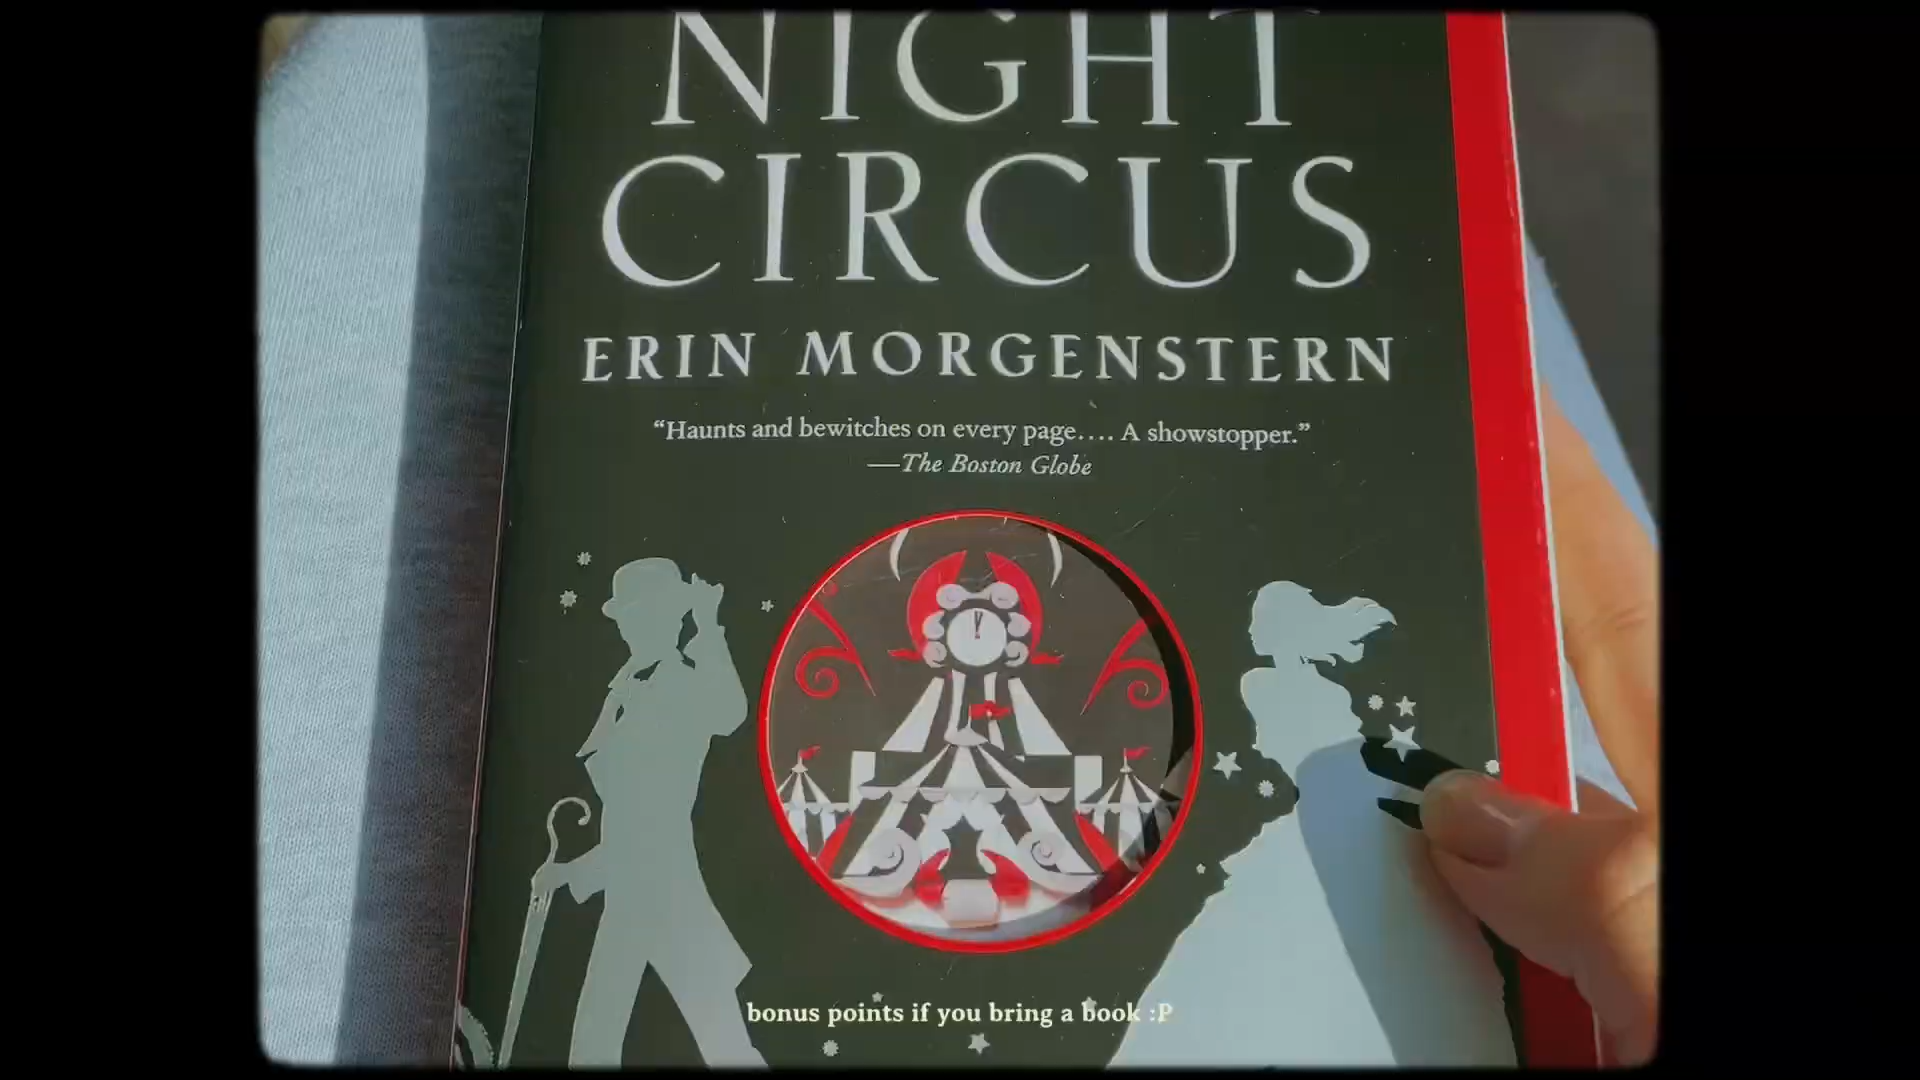 NIGHT
CIRCUS
ERIN MORGENSTERN
“Haunts and bewitches on every page.... A showstopper.”
—The Boston Globe
bonus points if you bring a book :P